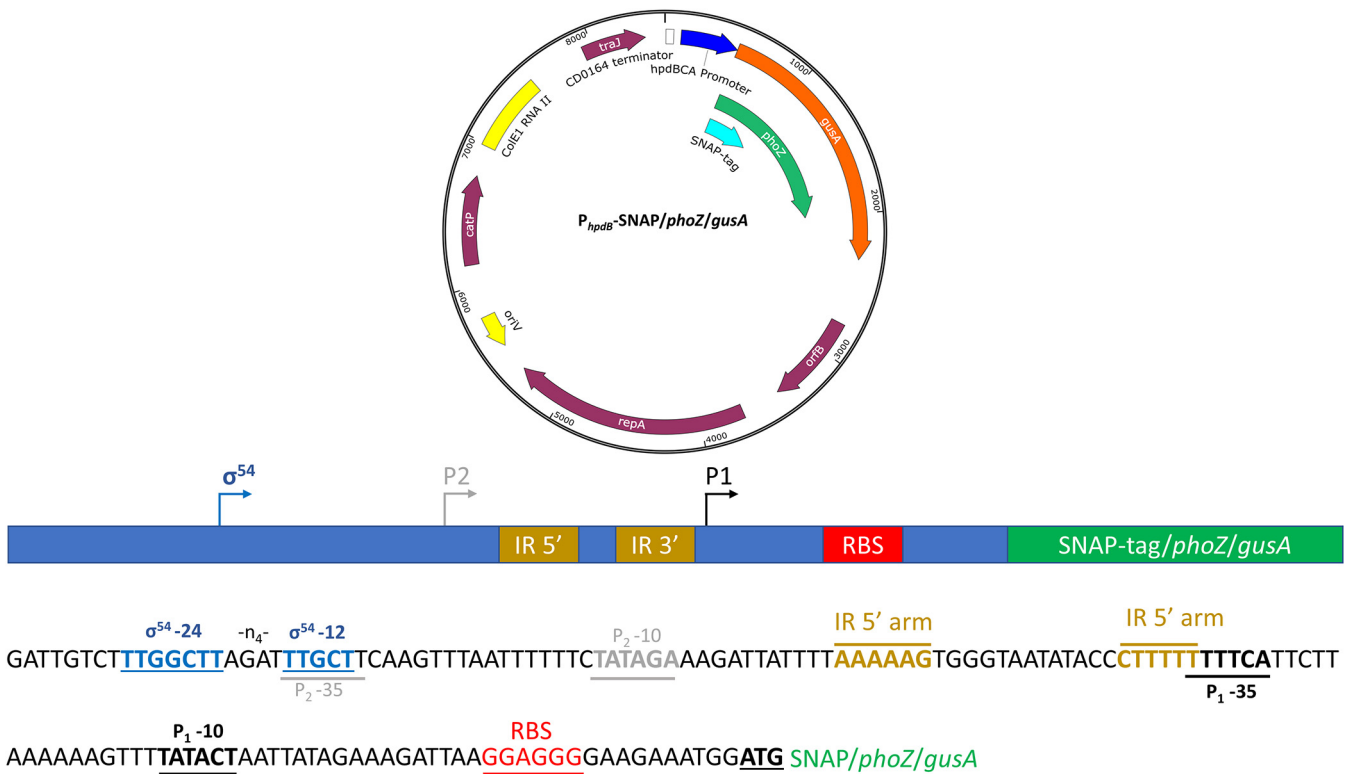 8000
traJ
CD0164 terminator
hpdBCA Promoter
1000
gusA
phoZ
SNAP-tag
2000
ColE1 RNA II
7000
catP
P hpdB-SNAP/phoZ/gusA
6000
oriV
orfB
3000
repA
5000
4000
σ54 P2 P1
IR 5’ IR 3’ RBS SNAP-tag/phoZ/gusA
σ54 -24 -n4- σ54 -12 P2 -10 IR 5’ arm IR 5’ arm
GATTGTCTTTGGCTTAGATTTGCTTCAAGTTTAATTTTTTCTATAGAAAGATTATTTTAAAAAGTGGGTAATATACCCTTTTTTTTCATTCTT
P2 -35 P1 -35
P1 -10 RBS
AAAAAAGTTTTATACTAATTATAGAAAGATTAAGGAGGGGAAGAAATGGATG SNAP/phoZ/gusA